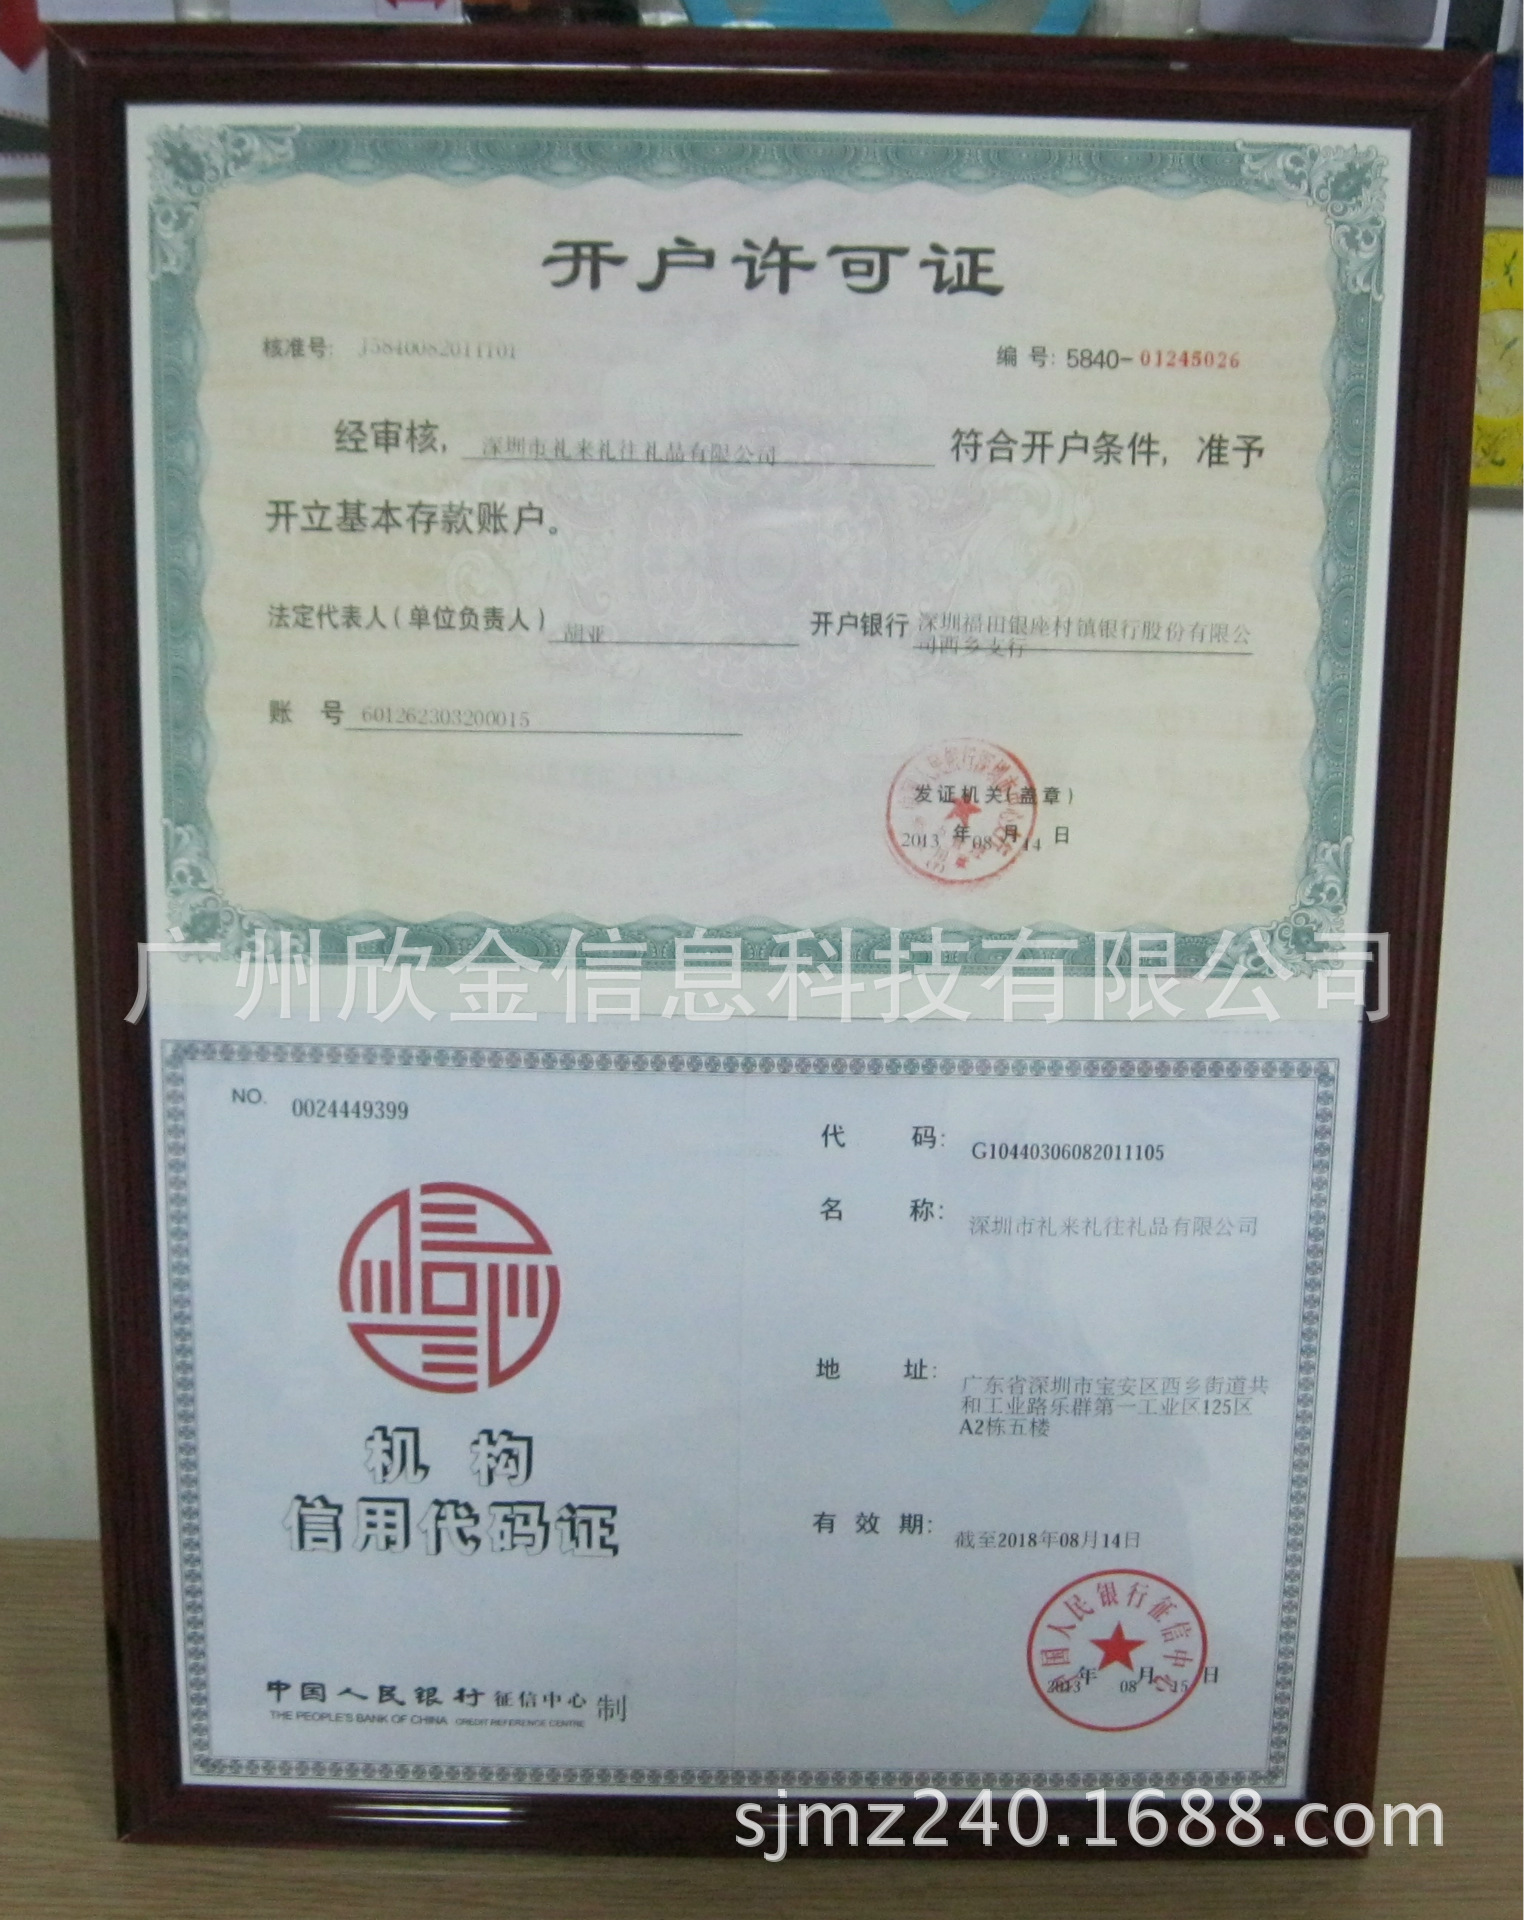 开户许可证
核准号: J5840082011101
编 号: 5840-01245026
经审核, 深圳市礼来礼往礼品有限公司 符合开户条件, 准予
开立基本存款账户。
法定代表人(单位负责人) 胡亚
开户银行 深圳福田银座村镇银行股份有限公
司西乡支行
账 号 601262303200015
发证机关(盖章)
2013 年 08 月 14 日
广州欣金信息科技有限公司
NO. 0024449399
机 构
信用代码证
中国人民银行 征信中心 制
THE PEOPLE'S BANK OF CHINA CREDIT REFERENCE CENTRE
代 码: G10440306082011105
名 称: 深圳市礼来礼往礼品有限公司
地 址: 广东省深圳市宝安区西乡街道共
和工业路乐群第一工业区125区
A2栋五楼
有 效 期: 截至2018年08月14日
中国人民银行征信中心
2013 年 08 月 15 日
sjmz240.1688.com